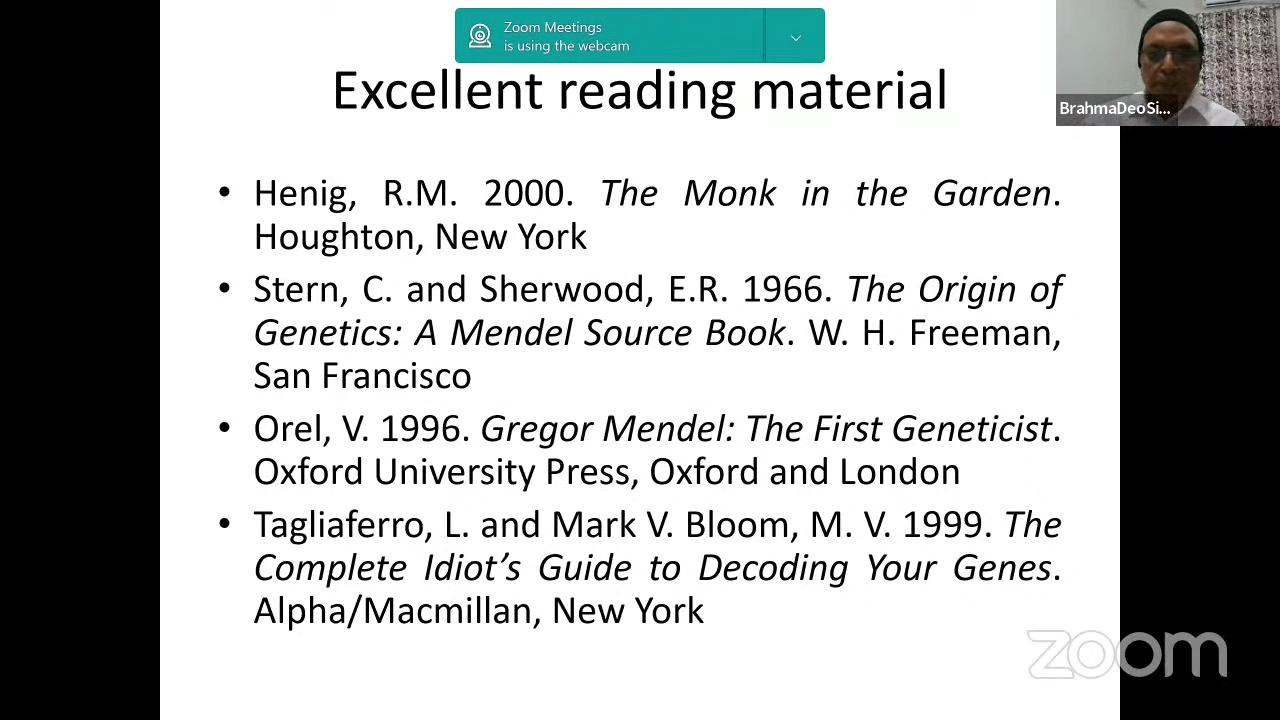 Zoom Meetings
is using the webcam
BrahmaDeoSi...
Excellent reading material
• Henig, R.M. 2000. The Monk in the Garden.
Houghton, New York
• Stern, C. and Sherwood, E.R. 1966. The Origin of
Genetics: A Mendel Source Book. W. H. Freeman,
San Francisco
• Orel, V. 1996. Gregor Mendel: The First Geneticist.
Oxford University Press, Oxford and London
• Tagliaferro, L. and Mark V. Bloom, M. V. 1999. The
Complete Idiot’s Guide to Decoding Your Genes.
Alpha/Macmillan, New York
zoom